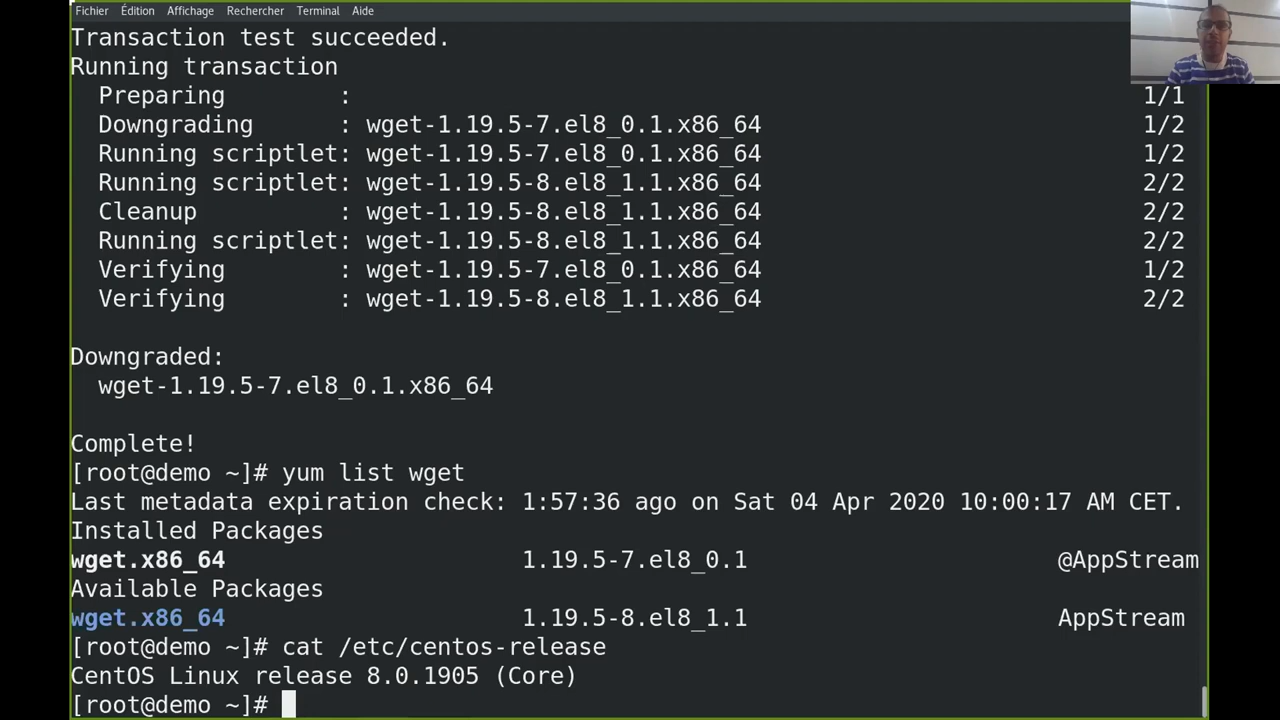 Fichier Édition Affichage Rechercher Terminal Aide
Transaction test succeeded.
Running transaction
  Preparing        :                                                        1/1
  Downgrading      : wget-1.19.5-7.el8_0.1.x86_64                           1/2
  Running scriptlet: wget-1.19.5-7.el8_0.1.x86_64                           1/2
  Running scriptlet: wget-1.19.5-8.el8_1.1.x86_64                           2/2
  Cleanup          : wget-1.19.5-8.el8_1.1.x86_64                           2/2
  Running scriptlet: wget-1.19.5-8.el8_1.1.x86_64                           2/2
  Verifying        : wget-1.19.5-7.el8_0.1.x86_64                           1/2
  Verifying        : wget-1.19.5-8.el8_1.1.x86_64                           2/2
Downgraded:
  wget-1.19.5-7.el8_0.1.x86_64
Complete!
[root@demo ~]# yum list wget
Last metadata expiration check: 1:57:36 ago on Sat 04 Apr 2020 10:00:17 AM CET.
Installed Packages
wget.x86_64                     1.19.5-7.el8_0.1                      @AppStream
Available Packages
wget.x86_64                     1.19.5-8.el8_1.1                      AppStream
[root@demo ~]# cat /etc/centos-release
CentOS Linux release 8.0.1905 (Core)
[root@demo ~]#